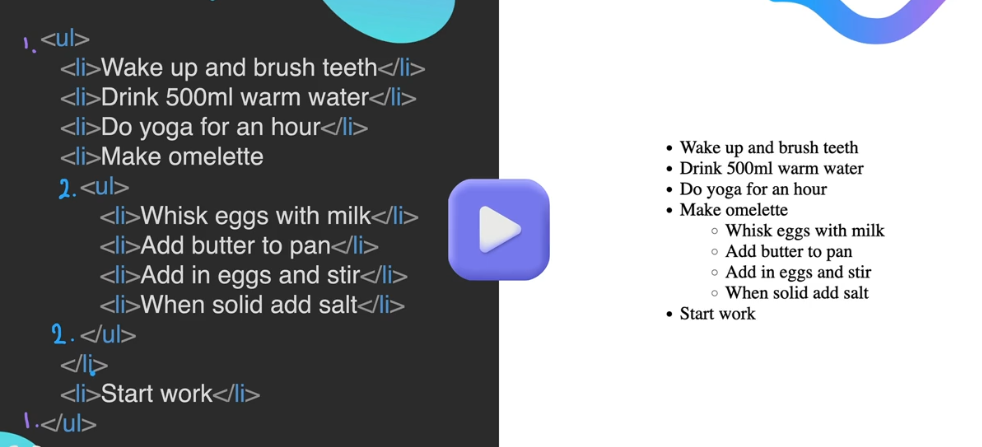 1. <ul>
<li>Wake up and brush teeth</li>
<li>Drink 500ml warm water</li>
<li>Do yoga for an hour</li>
<li>Make omelette
2. <ul>
<li>Whisk eggs with milk</li>
<li>Add butter to pan</li>
<li>Add in eggs and stir</li>
<li>When solid add salt</li>
2. </ul>
</li>
<li>Start work</li>
1. </ul>
• Wake up and brush teeth
• Drink 500ml warm water
• Do yoga for an hour
• Make omelette
◦ Whisk eggs with milk
◦ Add butter to pan
◦ Add in eggs and stir
◦ When solid add salt
• Start work